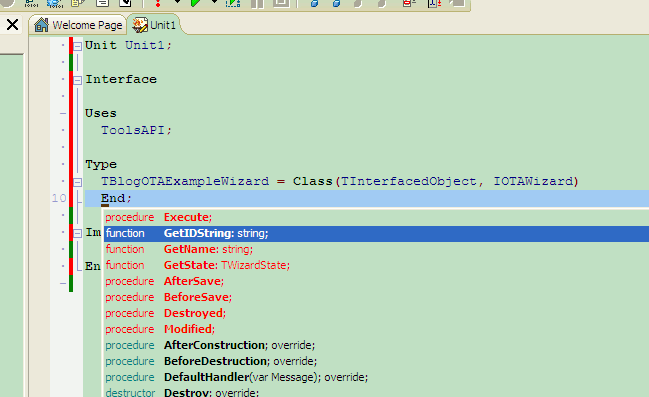 Welcome Page Unit1
Unit Unit1;
Interface
Uses
ToolsAPI;
Type
TBlogOTAExampleWizard = Class(TInterfacedObject, IOTAWizard)
10 End;
procedure Execute;
Im function GetIDString: string;
function GetName: string;
En function GetState: TWizardState;
procedure AfterSave;
procedure BeforeSave;
procedure Destroyed;
procedure Modified;
procedure AfterConstruction; override;
procedure BeforeDestruction; override;
procedure DefaultHandler(var Message); override;
destructor Destroy; override;